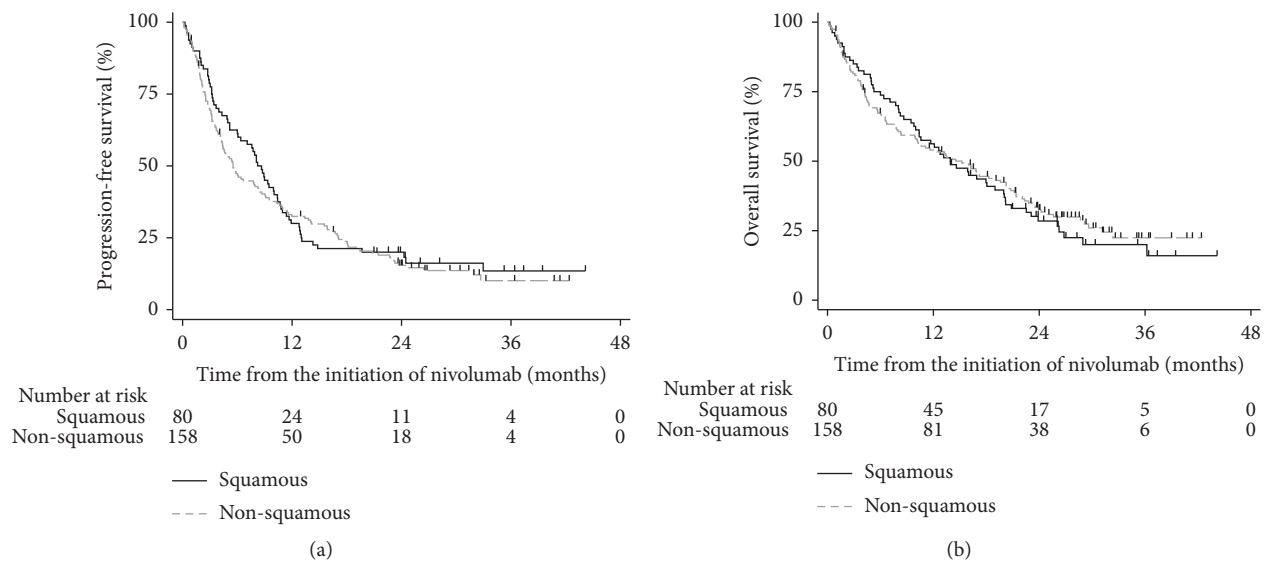 100
75
50
25
0
Progression-free survival (%)
0 12 24 36 48
Time from the initiation of nivolumab (months)
Number at risk
Squamous 80 24 11 4 0
Non-squamous 158 50 18 4 0
Squamous
Non-squamous
(a)
100
75
50
25
0
Overall survival (%)
0 12 24 36 48
Time from the initiation of nivolumab (months)
Number at risk
Squamous 80 45 17 5 0
Non-squamous 158 81 38 6 0
Squamous
Non-squamous
(b)